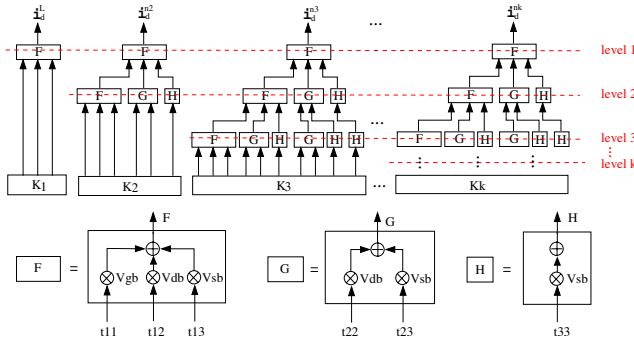 i_d^L i_d^n2 i_d^n3 ... i_d^nk
F F F F level 1
F G H F G H F G H level 2
...
F G H G H H F G H G H H level 3
⋮ ⋮ ⋮ ⋮
level k
K1 K2 K3 ... Kk
F G H
F = ⊕ G = ⊕ H = ⊕
⊗ Vgb ⊗ Vdb ⊗ Vsb ⊗ Vdb ⊗ Vsb ⊗ Vsb
t11 t12 t13 t22 t23 t33